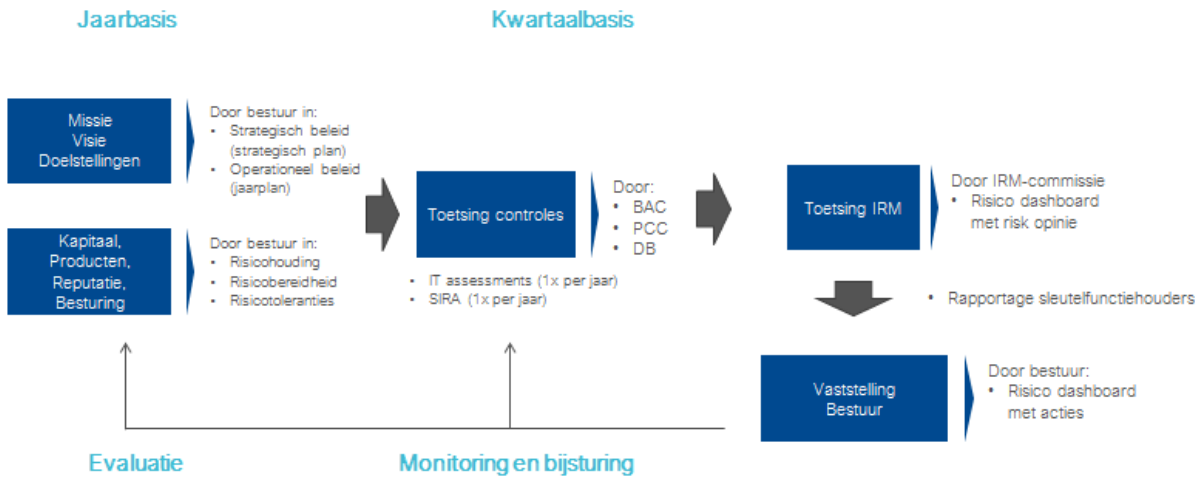 Jaarbasis
Kwartaalbasis
Missie
Visie
Doelstellingen
Door bestuur in:
• Strategisch beleid
(strategisch plan)
• Operationeel beleid
(jaarplan)
Kapitaal,
Producten,
Reputatie,
Besturing
Door bestuur in:
• Risicohouding
• Risicobereidheid
• Risicotoleranties
Toetsing controles
Door:
• BAC
• PCC
• DB
• IT assessments (1x per jaar)
• SIRA (1x per jaar)
Toetsing IRM
Door IRM-commissie
• Risico dashboard
met risk opinie
• Rapportage sleutelfunctiehouders
Vaststelling
Bestuur
Door bestuur:
• Risico dashboard
met acties
Evaluatie
Monitoring en bijsturing